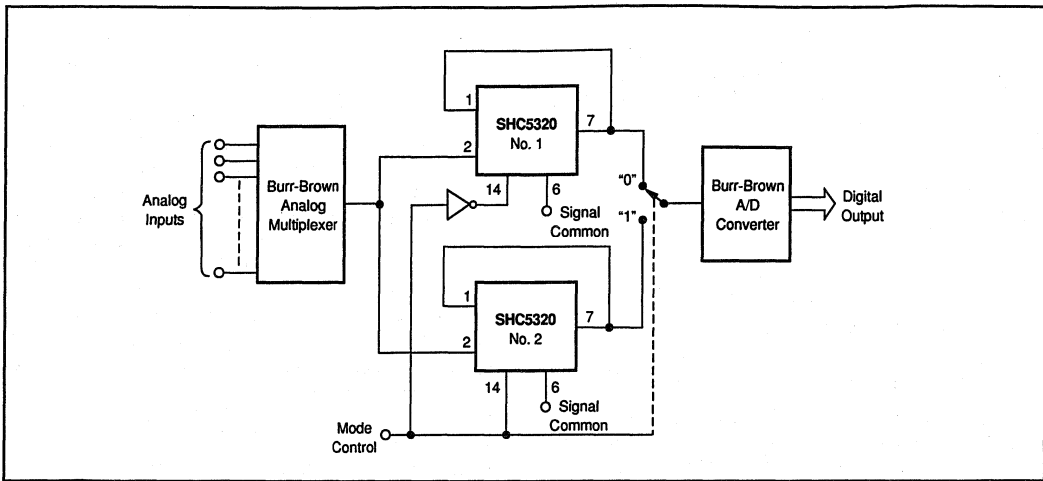 Analog
Inputs
Burr-Brown
Analog
Multiplexer
1
2
SHC5320
No. 1
7
14
6
Signal
Common
"0"
"1"
Burr-Brown
A/D
Converter
Digital
Output
1
2
SHC5320
No. 2
7
14
6
Signal
Common
Mode
Control